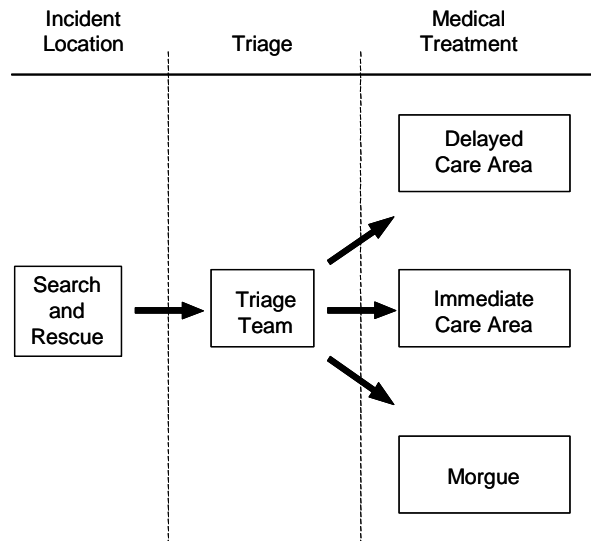 Incident
Location
Triage
Medical
Treatment
Delayed
Care Area
Search
and
Rescue
Triage
Team
Immediate
Care Area
Morgue